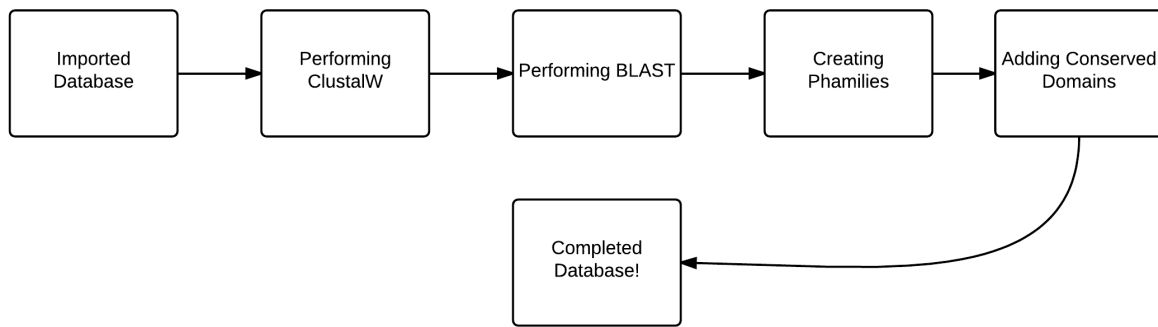 Imported
Database
Performing
ClustalW
Performing BLAST
Creating
Phamilies
Adding Conserved
Domains
Completed
Database!